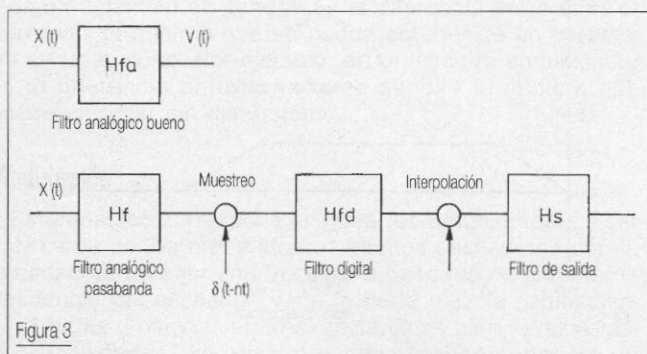 X (t)
V (t)
Hfa
Filtro analógico bueno
X (t)
Muestreo
Interpolación
Hf
Hfd
Hs
Filtro analógico
pasabanda
Filtro digital
Filtro de salida
δ (t-nt)
Figura 3